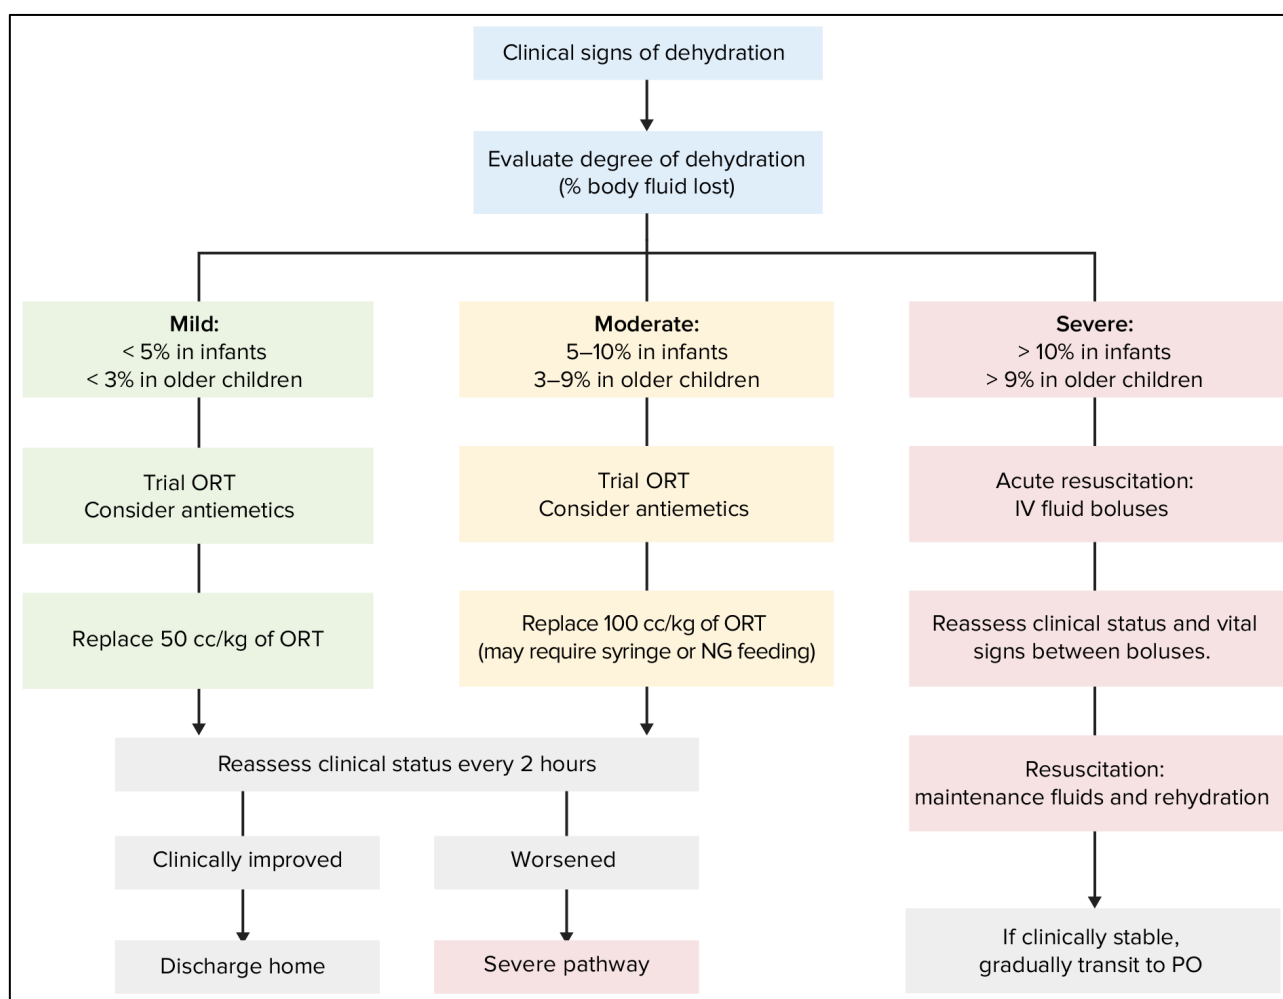 Clinical signs of dehydration
Evaluate degree of dehydration
(% body fluid lost)
Mild:
< 5% in infants
< 3% in older children
Moderate:
5–10% in infants
3–9% in older children
Severe:
> 10% in infants
> 9% in older children
Trial ORT
Consider antiemetics
Trial ORT
Consider antiemetics
Acute resuscitation:
IV fluid boluses
Replace 50 cc/kg of ORT
Replace 100 cc/kg of ORT
(may require syringe or NG feeding)
Reassess clinical status and vital
signs between boluses.
Reassess clinical status every 2 hours
Resuscitation:
maintenance fluids and rehydration
Clinically improved
Worsened
Discharge home
Severe pathway
If clinically stable,
gradually transit to PO